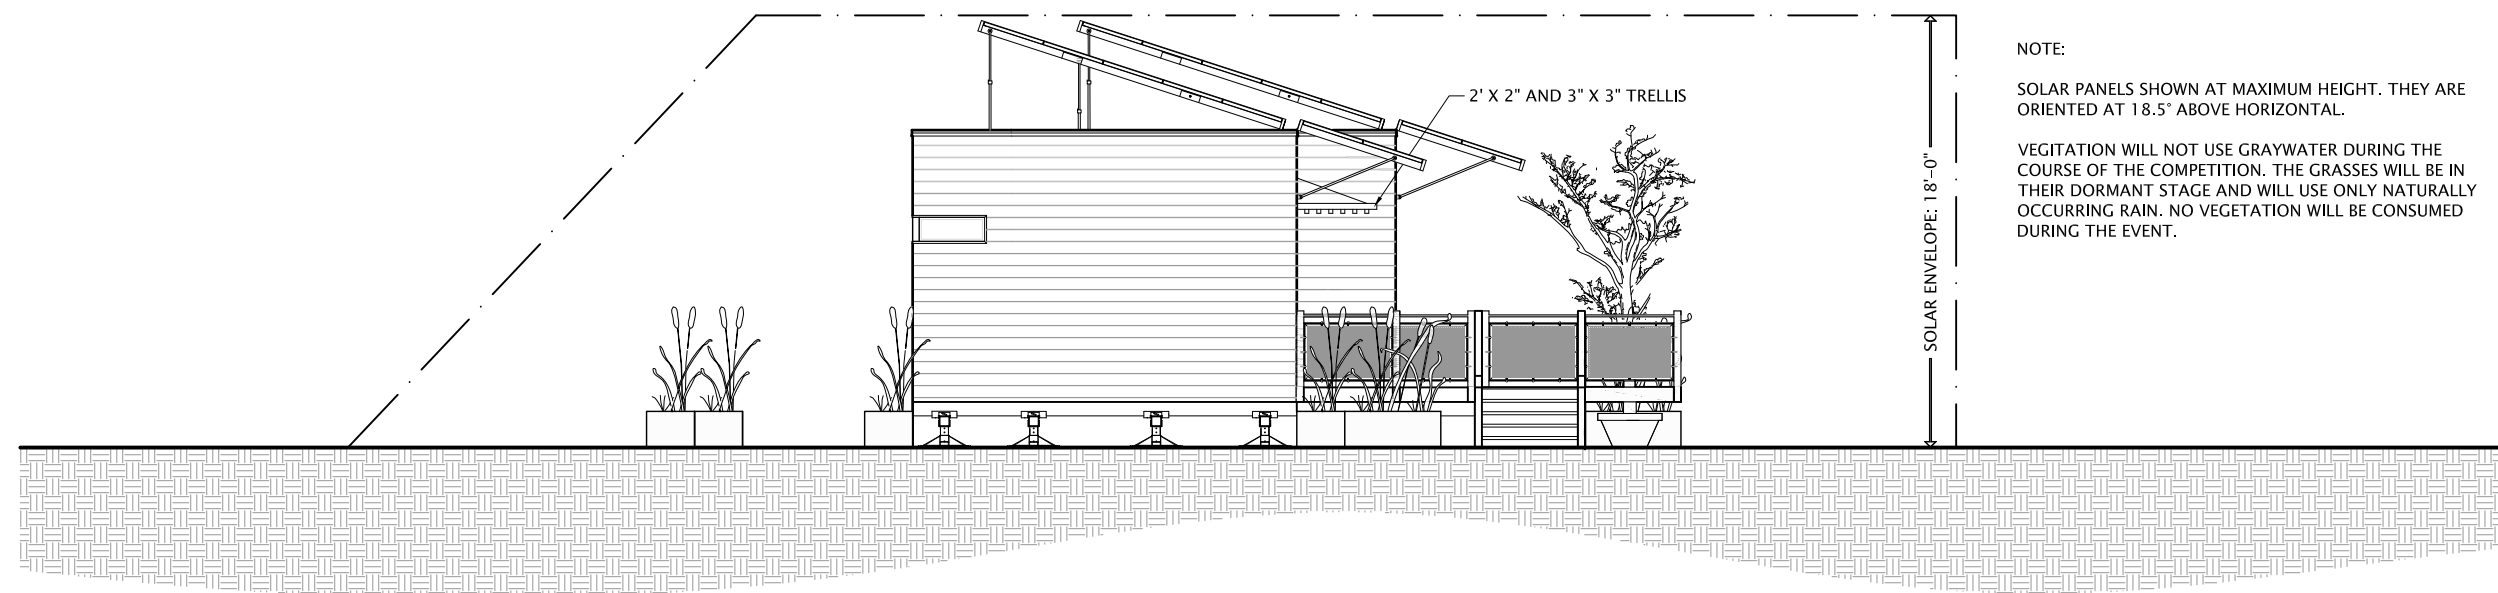 2' X 2" AND 3" X 3" TRELLIS
SOLAR ENVELOPE: 18'-0"
NOTE:
SOLAR PANELS SHOWN AT MAXIMUM HEIGHT. THEY ARE
ORIENTED AT 18.5° ABOVE HORIZONTAL.
VEGITATION WILL NOT USE GRAYWATER DURING THE
COURSE OF THE COMPETITION. THE GRASSES WILL BE IN
THEIR DORMANT STAGE AND WILL USE ONLY NATURALLY
OCCURRING RAIN. NO VEGETATION WILL BE CONSUMED
DURING THE EVENT.